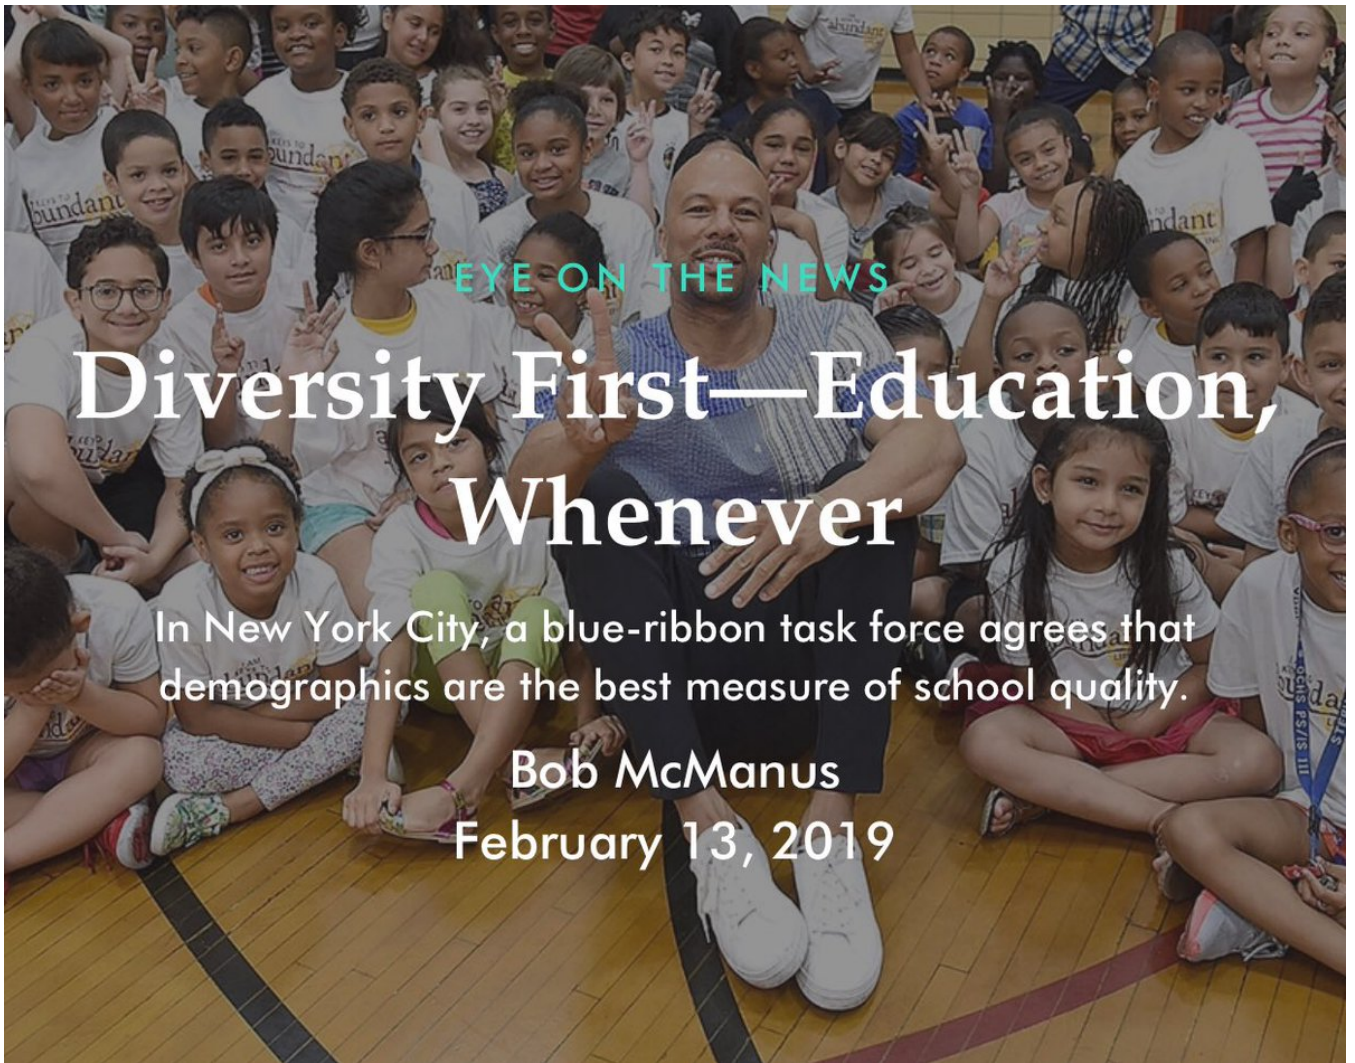 EYE ON THE NEWS
Diversity First—Education,
Whenever
In New York City, a blue-ribbon task force agrees that
demographics are the best measure of school quality.
Bob McManus
February 13, 2019